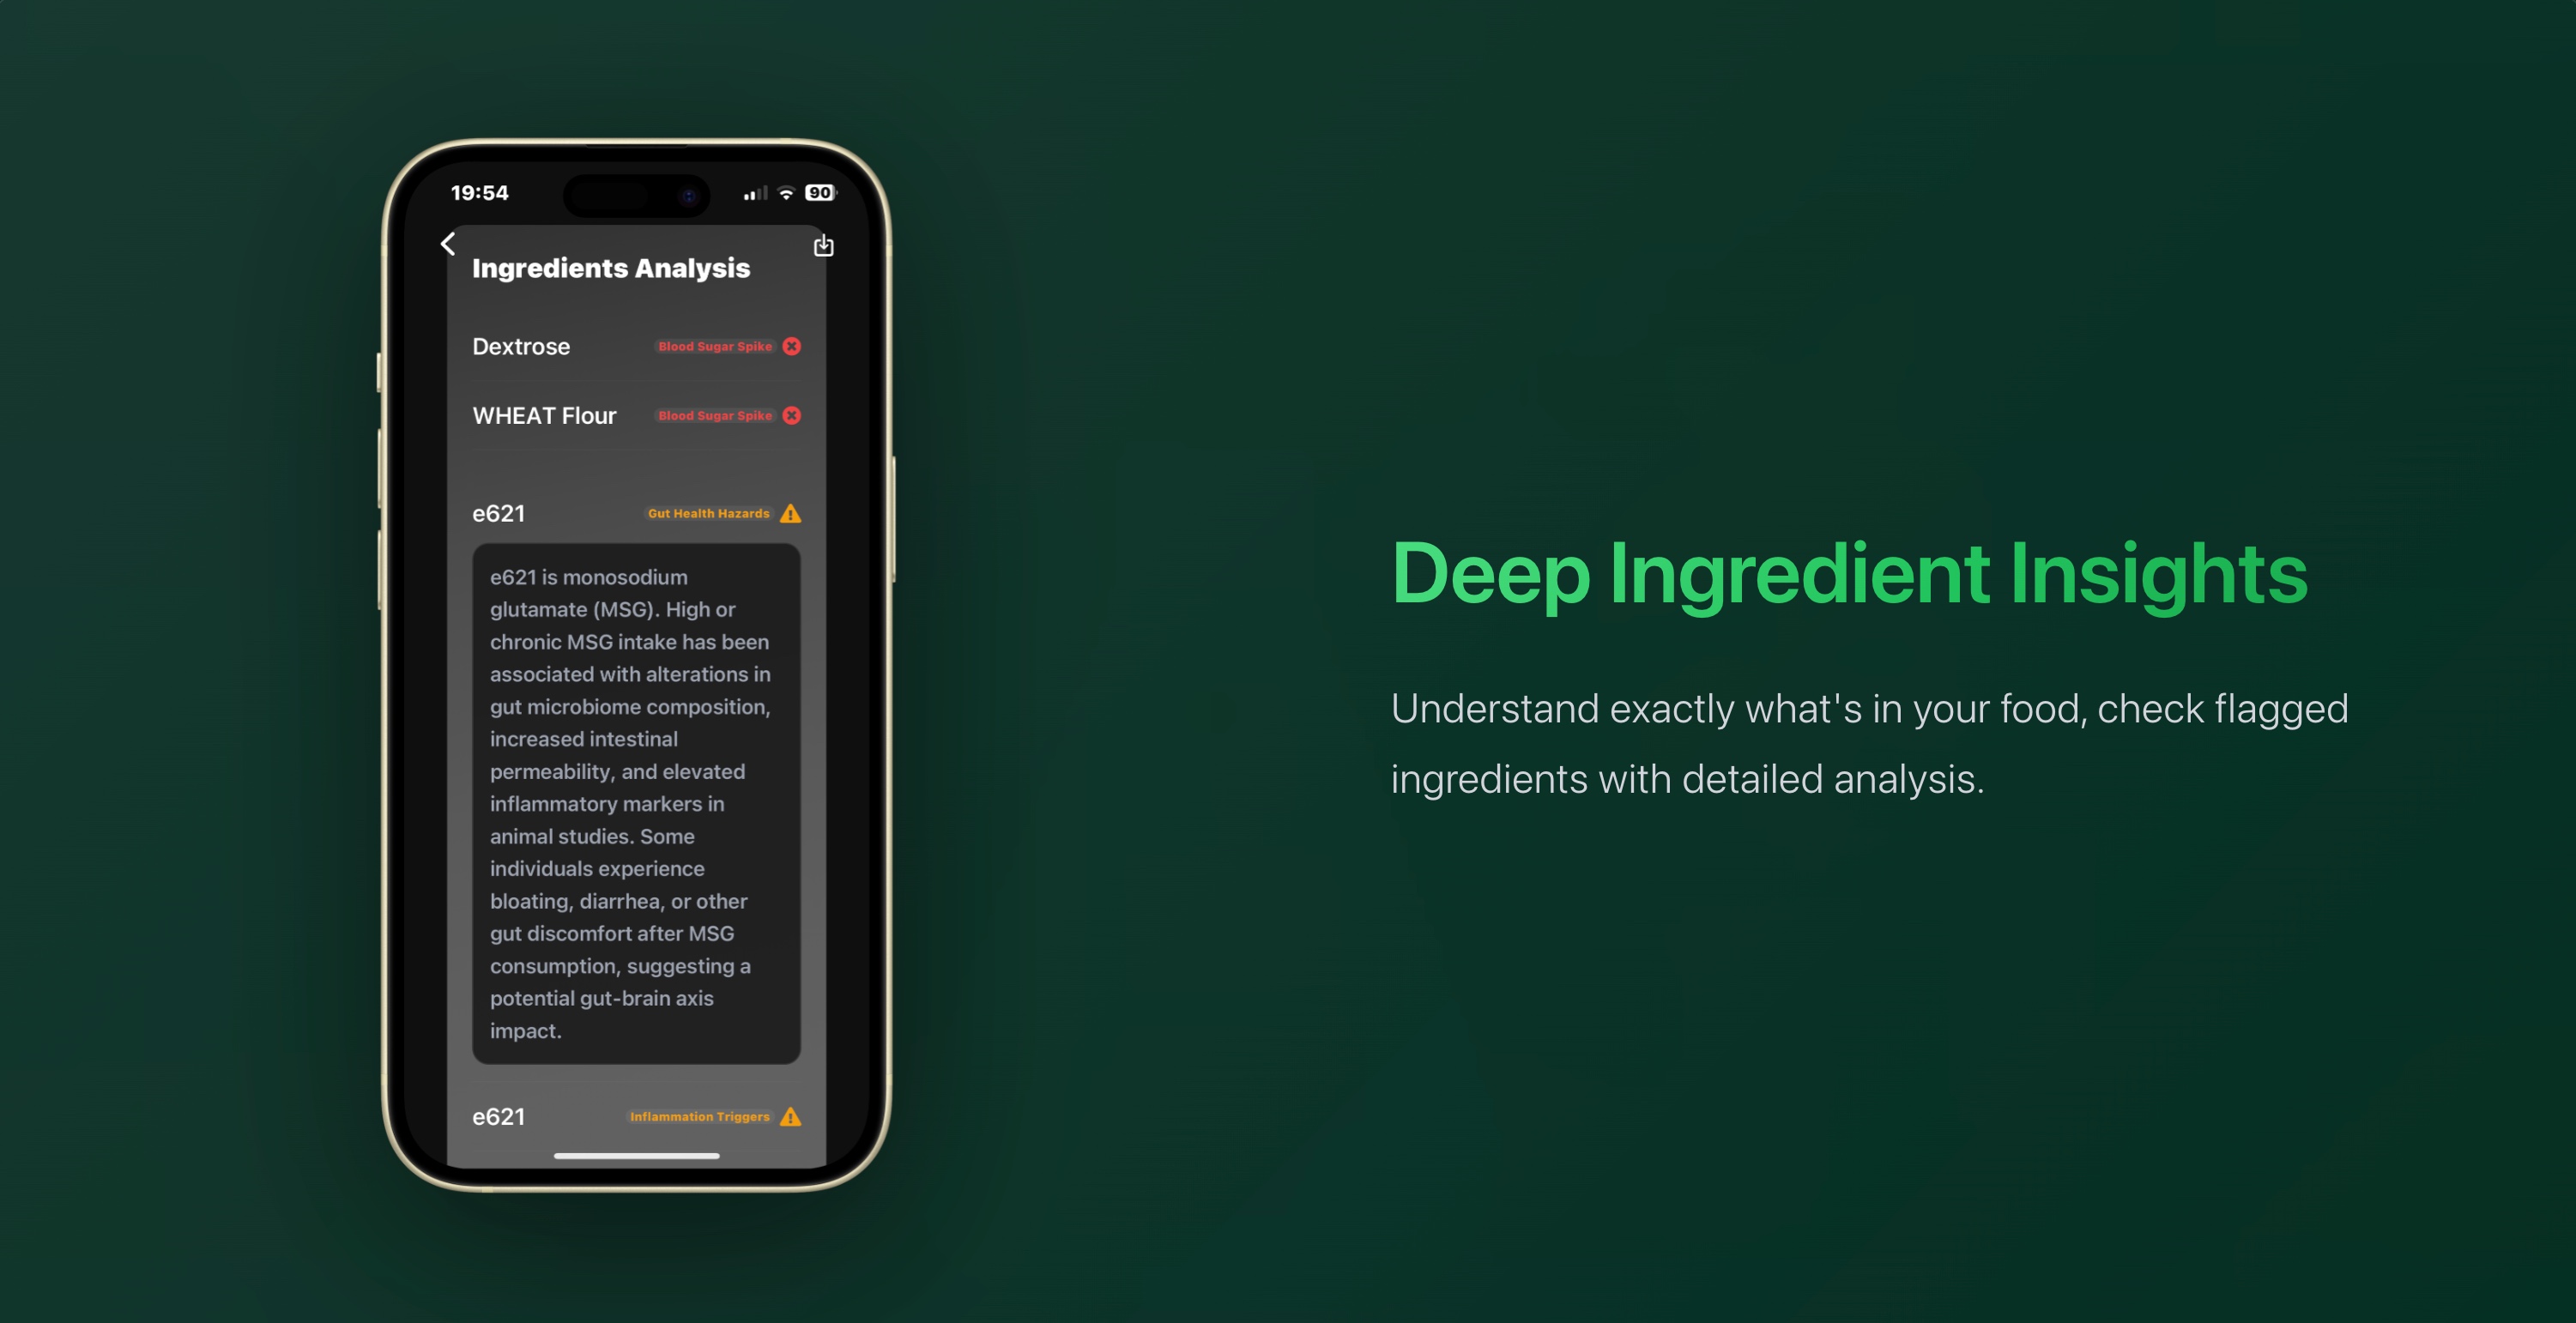 19:54
90
Ingredients Analysis
Dextrose
Blood Sugar Spike
WHEAT Flour
Blood Sugar Spike
e621
Gut Health Hazards
e621 is monosodium
glutamate (MSG). High or
chronic MSG intake has been
associated with alterations in
gut microbiome composition,
increased intestinal
permeability, and elevated
inflammatory markers in
animal studies. Some
individuals experience
bloating, diarrhea, or other
gut discomfort after MSG
consumption, suggesting a
potential gut-brain axis
impact.
e621
Inflammation Triggers
Deep Ingredient Insights
Understand exactly what's in your food, check flagged
ingredients with detailed analysis.